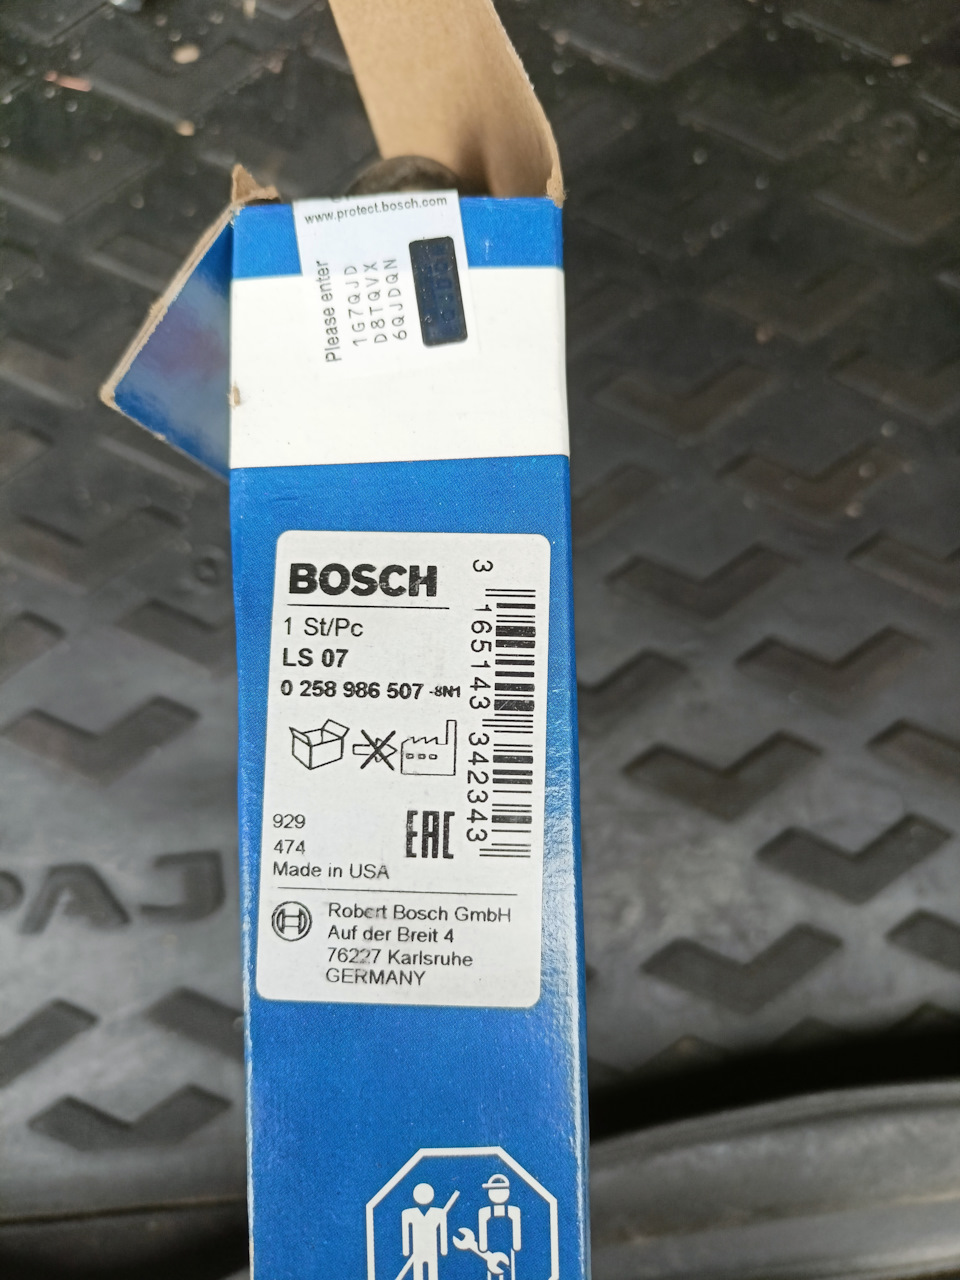 www.protect.bosch.com
Please enter
1G7QJD
D8TQVX
6QJDQN
BOSCH
1 St/Pc
LS 07
0 258 986 507 -8N1
3 165143 342343
929
474
EAC
Made in USA
Robert Bosch GmbH
Auf der Breit 4
76227 Karlsruhe
GERMANY